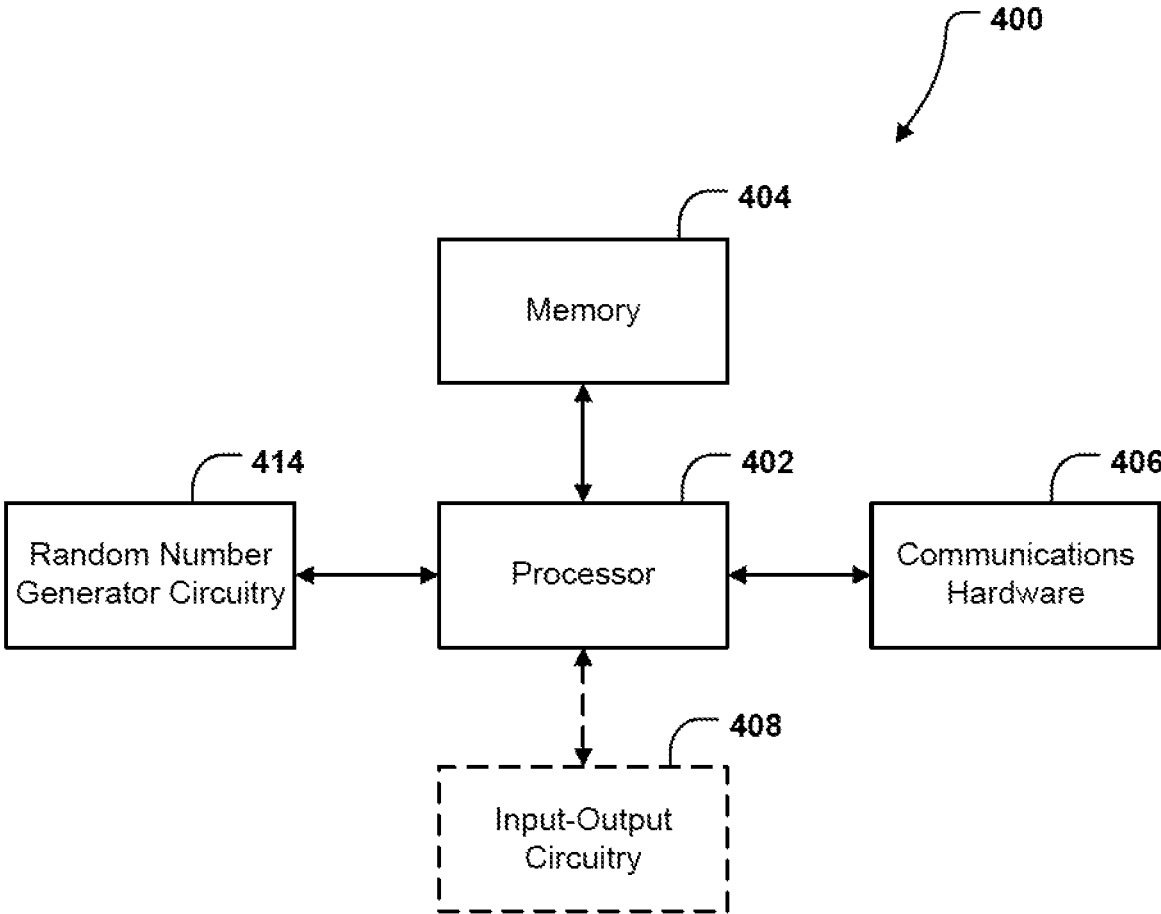 400
404
Memory
414
Random Number
Generator Circuitry
402
Processor
406
Communications
Hardware
408
Input-Output
Circuitry